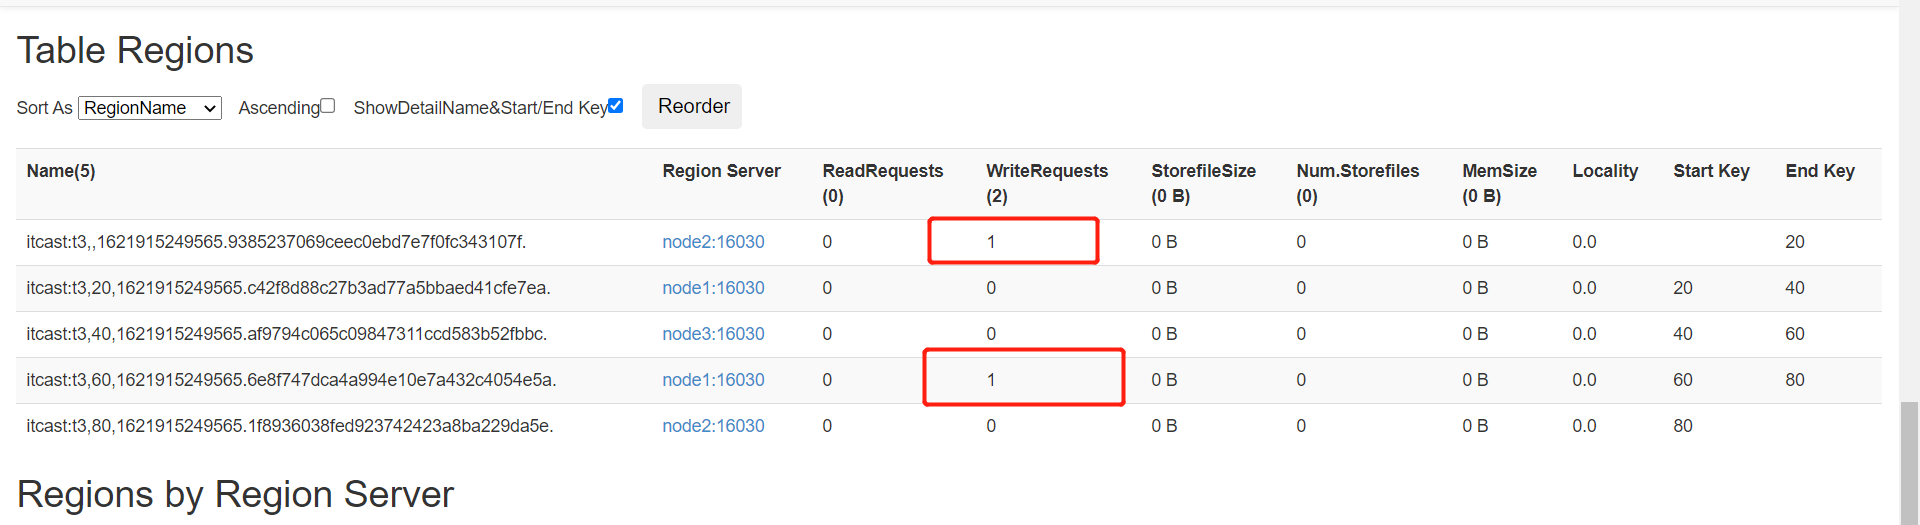 Table Regions
Sort As RegionName Ascending ShowDetailName&Start/End Key Reorder
Name(5) Region Server ReadRequests (0) WriteRequests (2) StorefileSize (0 B) Num.Storefiles (0) MemSize (0 B) Locality Start Key End Key
itcast:t3,,1621915249565.9385237069ceec0ebd7e7f0fc343107f. node2:16030 0 1 0 B 0 0 B 0.0 20
itcast:t3,20,1621915249565.c42f8d88c27b3ad77a5bbaed41cfe7ea. node1:16030 0 0 0 B 0 0 B 0.0 20 40
itcast:t3,40,1621915249565.af9794c065c09847311ccd583b52fbbc. node3:16030 0 0 0 B 0 0 B 0.0 40 60
itcast:t3,60,1621915249565.6e8f747dca4a994e10e7a432c4054e5a. node1:16030 0 1 0 B 0 0 B 0.0 60 80
itcast:t3,80,1621915249565.1f8936038fed923742423a8ba229da5e. node2:16030 0 0 0 B 0 0 B 0.0 80
Regions by Region Server